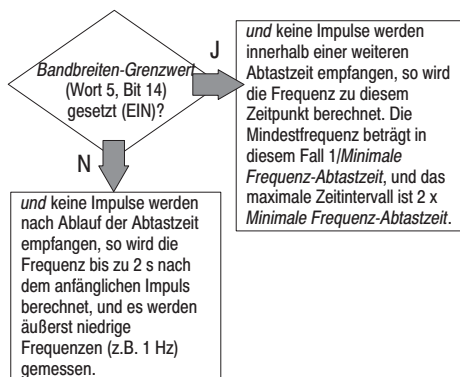 Bandbreiten-Grenzwert
(Wort 5, Bit 14)
gesetzt (EIN)?
J
und keine Impulse werden
innerhalb einer weiteren
Abtastzeit empfangen, so wird
die Frequenz zu diesem
Zeitpunkt berechnet. Die
Mindestfrequenz beträgt in
diesem Fall 1/Minimale
Frequenz-Abtastzeit, und das
maximale Zeitintervall ist 2 x
Minimale Frequenz-Abtastzeit.
N
und keine Impulse werden
nach Ablauf der Abtastzeit
empfangen, so wird die
Frequenz bis zu 2 s nach
dem anfänglichen Impuls
berechnet, und es werden
äußerst niedrige
Frequenzen (z.B. 1 Hz)
gemessen.